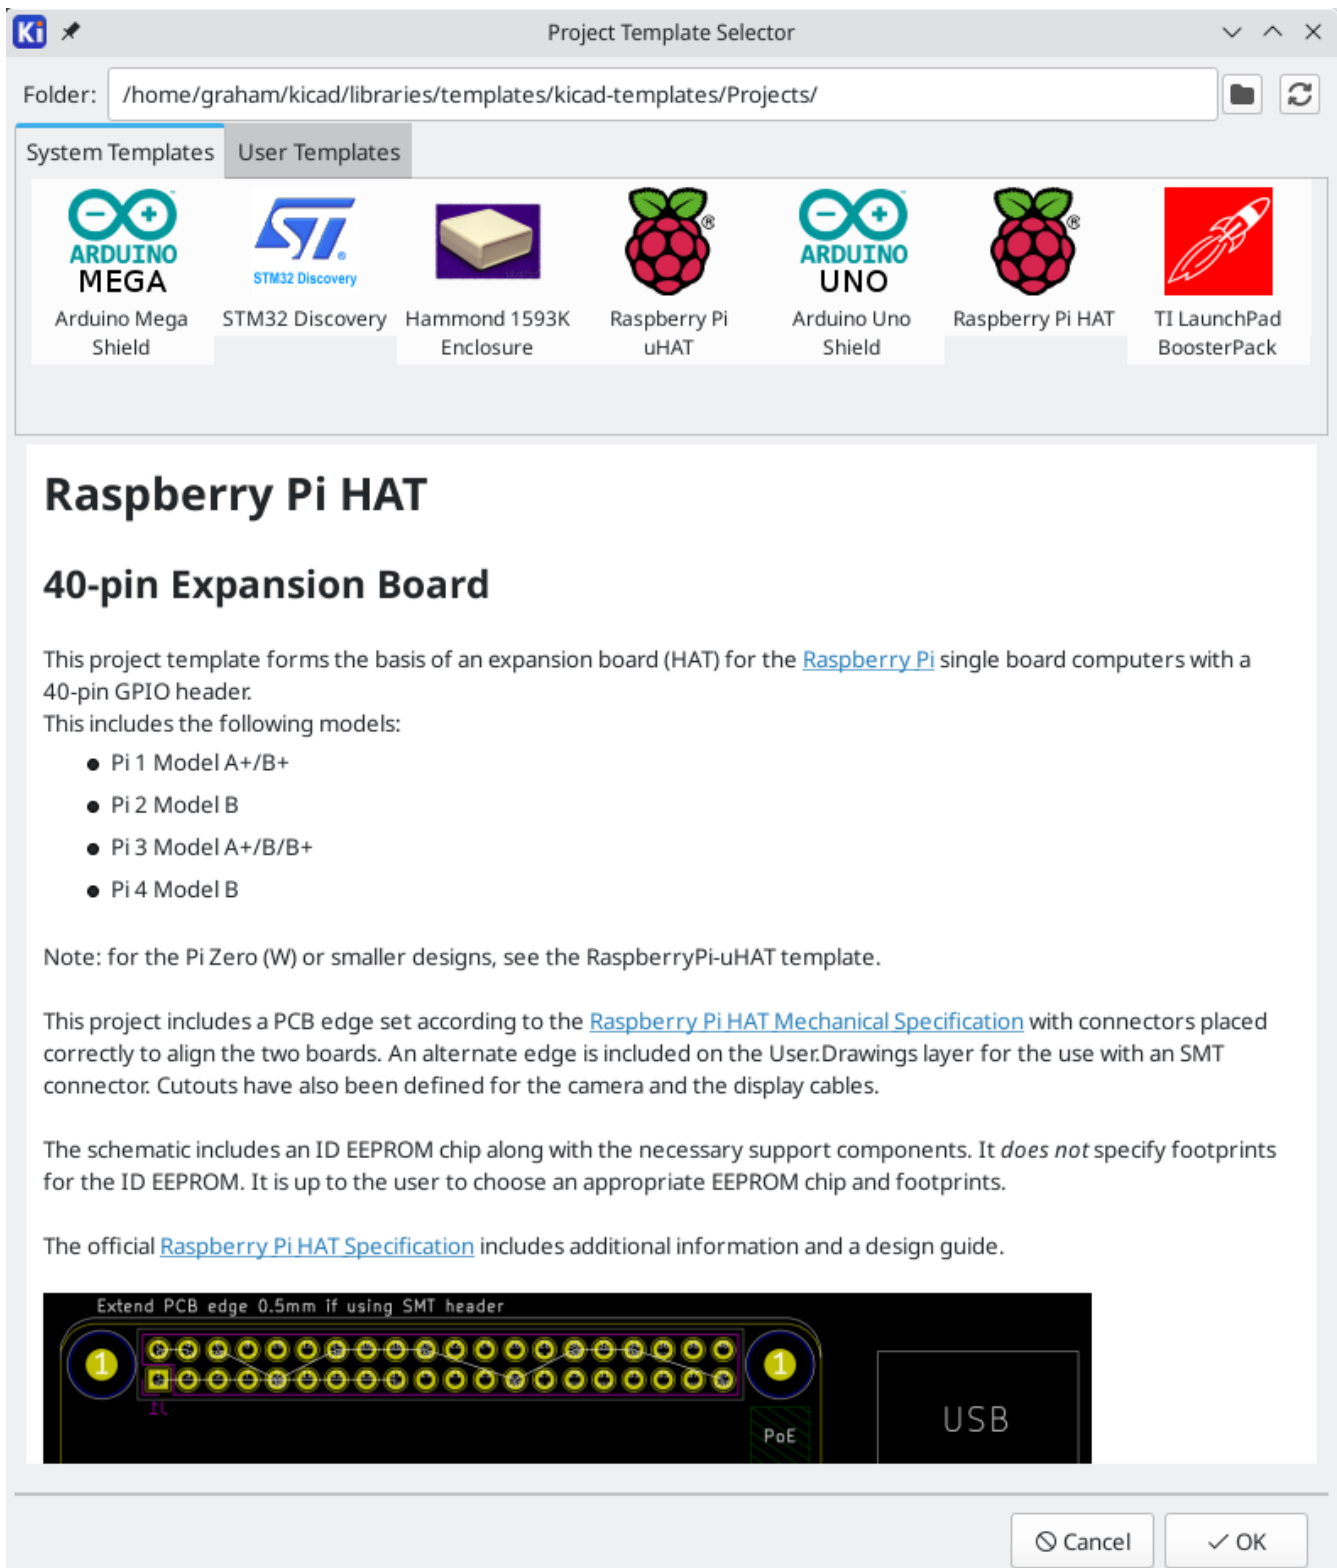 Ki
Project Template Selector
Folder: /home/graham/kicad/libraries/templates/kicad-templates/Projects/
System Templates User Templates
ARDUINO
MEGA
Arduino Mega
Shield
ST
STM32 Discovery
STM32 Discovery
Hammond 1593K
Enclosure
®
Raspberry Pi
uHAT
ARDUINO
UNO
Arduino Uno
Shield
®
Raspberry Pi HAT
TI LaunchPad
BoosterPack
Raspberry Pi HAT
40-pin Expansion Board
This project template forms the basis of an expansion board (HAT) for the Raspberry Pi single board computers with a
40-pin GPIO header.
This includes the following models:
● Pi 1 Model A+/B+
● Pi 2 Model B
● Pi 3 Model A+/B/B+
● Pi 4 Model B
Note: for the Pi Zero (W) or smaller designs, see the RaspberryPi-uHAT template.
This project includes a PCB edge set according to the Raspberry Pi HAT Mechanical Specification with connectors placed
correctly to align the two boards. An alternate edge is included on the User.Drawings layer for the use with an SMT
connector. Cutouts have also been defined for the camera and the display cables.
The schematic includes an ID EEPROM chip along with the necessary support components. It does not specify footprints
for the ID EEPROM. It is up to the user to choose an appropriate EEPROM chip and footprints.
The official Raspberry Pi HAT Specification includes additional information and a design guide.
Extend PCB edge 0.5mm if using SMT header
1 1
J1
PoE
USB
Cancel OK